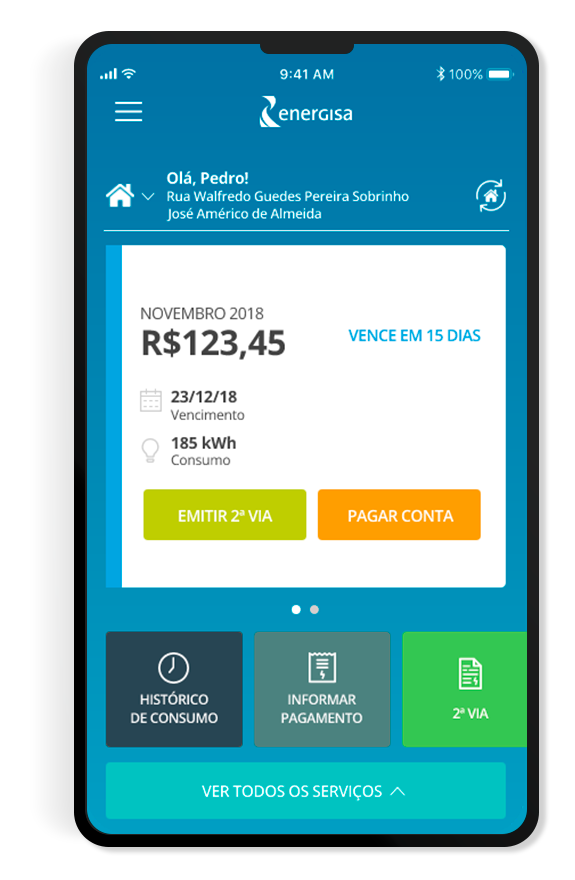 9:41 AM
100%
energisa
Olá, Pedro!
Rua Walfredo Guedes Pereira Sobrinho
José Américo de Almeida
NOVEMBRO 2018
R$123,45
VENCE EM 15 DIAS
23/12/18
Vencimento
185 kWh
Consumo
EMITIR 2ª VIA
PAGAR CONTA
HISTÓRICO
DE CONSUMO
INFORMAR
PAGAMENTO
2ª VIA
VER TODOS OS SERVIÇOS